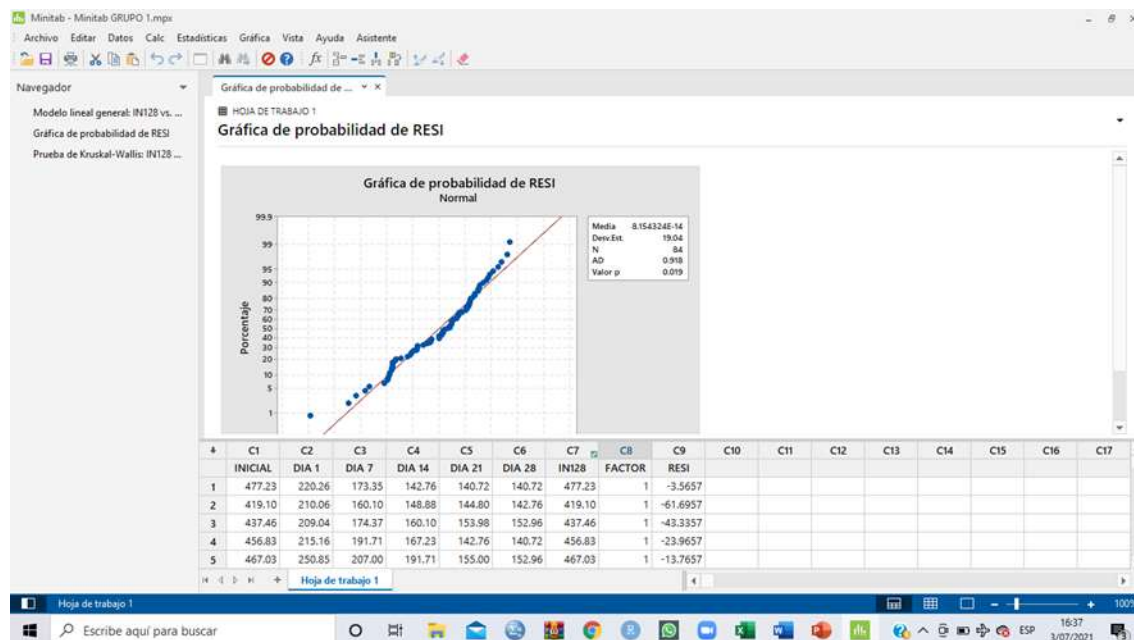 Minitab - Minitab GRUPO 1.mpx
Archivo Editar Datos Calc Estadísticas Gráfica Vista Ayuda Asistente
Navegador
Modelo lineal general: IN128 vs. ...
Gráfica de probabilidad de RESI
Prueba de Kruskal-Wallis: IN128 ...
Gráfica de probabilidad de ...
HOJA DE TRABAJO 1
Gráfica de probabilidad de RESI
Gráfica de probabilidad de RESI
Normal
Porcentaje
99.9
99
95
90
80
70
60
50
40
30
20
10
5
1
Media 8.154324E-14
Desv.Est. 19.04
N 84
AD 0.918
Valor p 0.019
C1 C2 C3 C4 C5 C6 C7 C8 C9 C10 C11 C12 C13 C14 C15 C16 C17
INICIAL DIA 1 DIA 7 DIA 14 DIA 21 DIA 28 IN128 FACTOR RESI
1 477.23 220.26 173.35 142.76 140.72 140.72 477.23 1 -3.5657
2 419.10 210.06 160.10 148.88 144.80 142.76 419.10 1 -61.6957
3 437.46 209.04 174.37 160.10 153.98 152.96 437.46 1 -43.3357
4 456.83 215.16 191.71 167.23 142.76 140.72 456.83 1 -23.9657
5 467.03 250.85 207.00 191.71 155.00 152.96 467.03 1 -13.7657
Hoja de trabajo 1
Hoja de trabajo 1
100%
Escribe aquí para buscar
ESP
16:37
3/07/2021